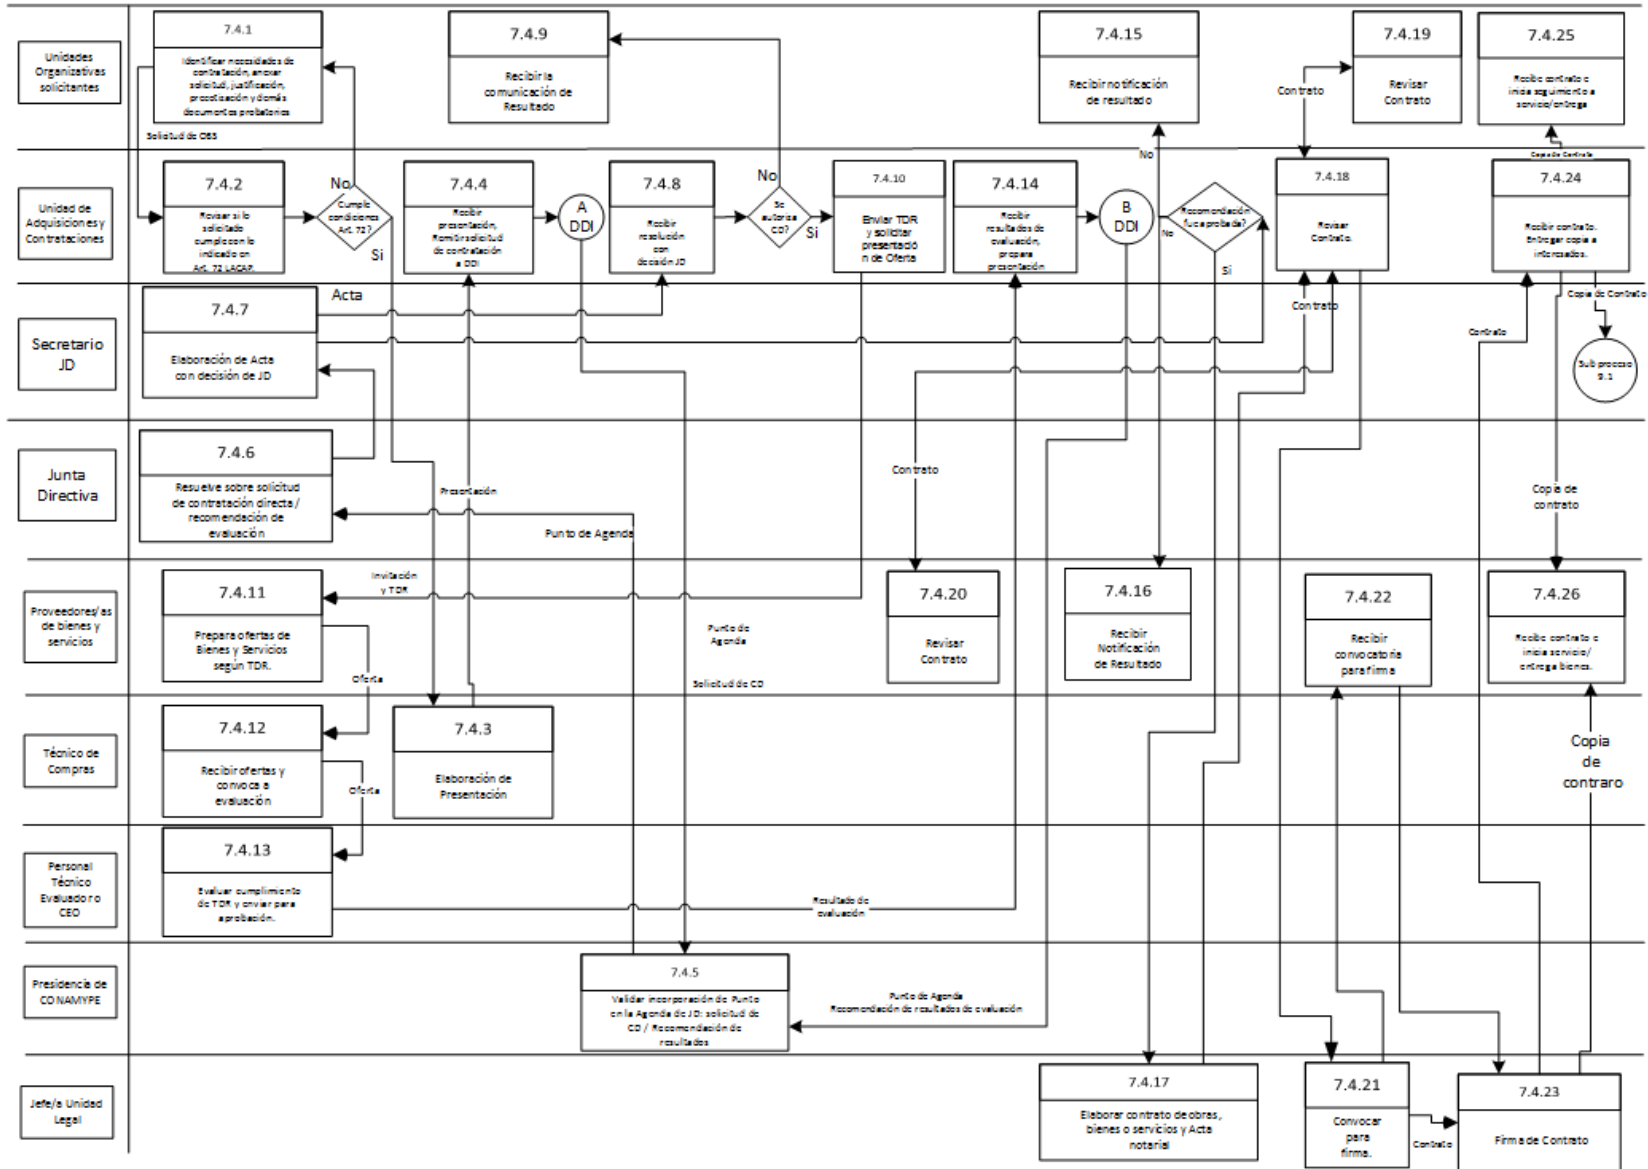 Unidades
Organizativas
solicitantes
7.4.1
Identificar necesidades de
contratación, anexar
solicitud, justificación,
precotización y demás
documentos probatorios
7.4.9
Recibir la
comunicación de
Resultado
7.4.15
Recibir notificación
de resultado
7.4.19
Revisar
Contrato
7.4.25
Recibe contrato e
inicia seguimiento a
servicio/entrega
Contrato
Solicitud de OBS
No
Copia de Contrato
Unidad de
Adquisiciones y
Contrataciones
7.4.2
Revisar si lo
solicitado
cumple con lo
indicado en
Art. 72 LACAP.
No
Cumple
condiciones
Art. 72?
Si
7.4.4
Recibir
presentación,
Remitir solicitud
de contratación
a DDI
A
DDI
7.4.8
Recibir
resolución
con
decisión JD
No
Se
autoriza
CD?
Si
7.4.10
Enviar TDR
y solicitar
presentació
n de Oferta
7.4.14
Recibir
resultados de
evaluación,
prepara
presentación
B
DDI
Recomendación
fue aprobada?
No
Si
7.4.18
Revisar
Contrato.
7.4.24
Recibir contrato.
Entregar copia a
interesados.
Secretario
JD
7.4.7
Elaboración de Acta
con decisión de JD
Acta
Contrato
Contrato
Copia de Contrato
Sub proceso
9.1
Junta
Directiva
7.4.6
Resuelve sobre solicitud
de contratación directa /
recomendación de
evaluación
Presentación
Punto de Agenda
Contrato
Copia de
contrato
Proveedores/as
de bienes y
servicios
7.4.11
Prepara ofertas de
Bienes y Servicios
según TDR.
Invitación
y TDR
Oferta
Punto de
Agenda
Solicitud de CD
7.4.20
Revisar
Contrato
7.4.16
Recibir
Notificación
de Resultado
7.4.22
Recibir
convocatoria
para firma
7.4.26
Recibe contrato e
inicia servicio/
entrega bienes.
Técnico de
Compras
7.4.12
Recibir ofertas y
convoca a
evaluación
Oferta
7.4.3
Elaboración de
Presentación
Copia
de
contraro
Personal
Técnico
Evaluador o
CEO
7.4.13
Evaluar cumplimiento
de TDR y enviar para
aprobación.
Resultado de
evaluación
Presidencia de
CONAMYPE
7.4.5
Validar incorporación de Punto
en la Agenda de JD: solicitud de
CD / Recomendación de
resultados
Punto de Agenda
Recomendación de resultados de evaluación
Jefe/a Unidad
Legal
7.4.17
Elaborar contrato de obras,
bienes o servicios y Acta
notarial
7.4.21
Convocar
para
firma.
Contrato
7.4.23
Firma de Contrato